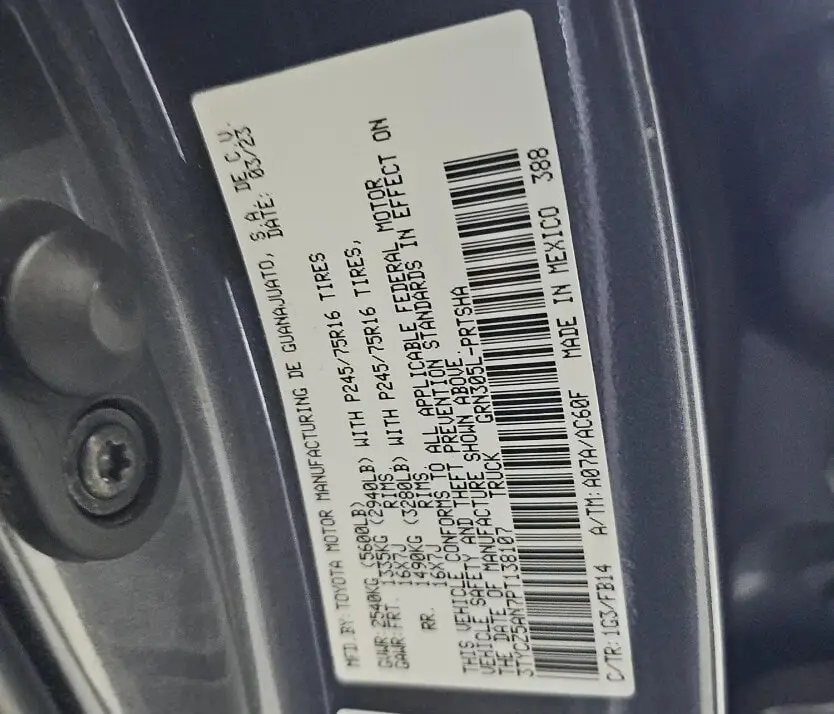 MFD.BY:TOYOTA MOTOR MANUFACTURING DE GUANAJUATO, S.A. DE C.V.
DATE: 03/23
GVWR:2540KG (5600LB)
GAWR:FRT. 1335KG (2940LB) WITH P245/75R16 TIRES
16X7J RIMS
RR. 1490KG (3280LB) WITH P245/75R16 TIRES,
16X7J RIMS
THIS VEHICLE CONFORMS TO ALL APPLICABLE FEDERAL MOTOR
VEHICLE SAFETY AND THEFT PREVENTION STANDARDS IN EFFECT ON
THE DATE OF MANUFACTURE SHOWN ABOVE.
3TYCZ5AN7PT138107 TRUCK GRN305L-PRTSHA
C/TR:1G3/FB14 A/TM:A07A/AC60F MADE IN MEXICO 388